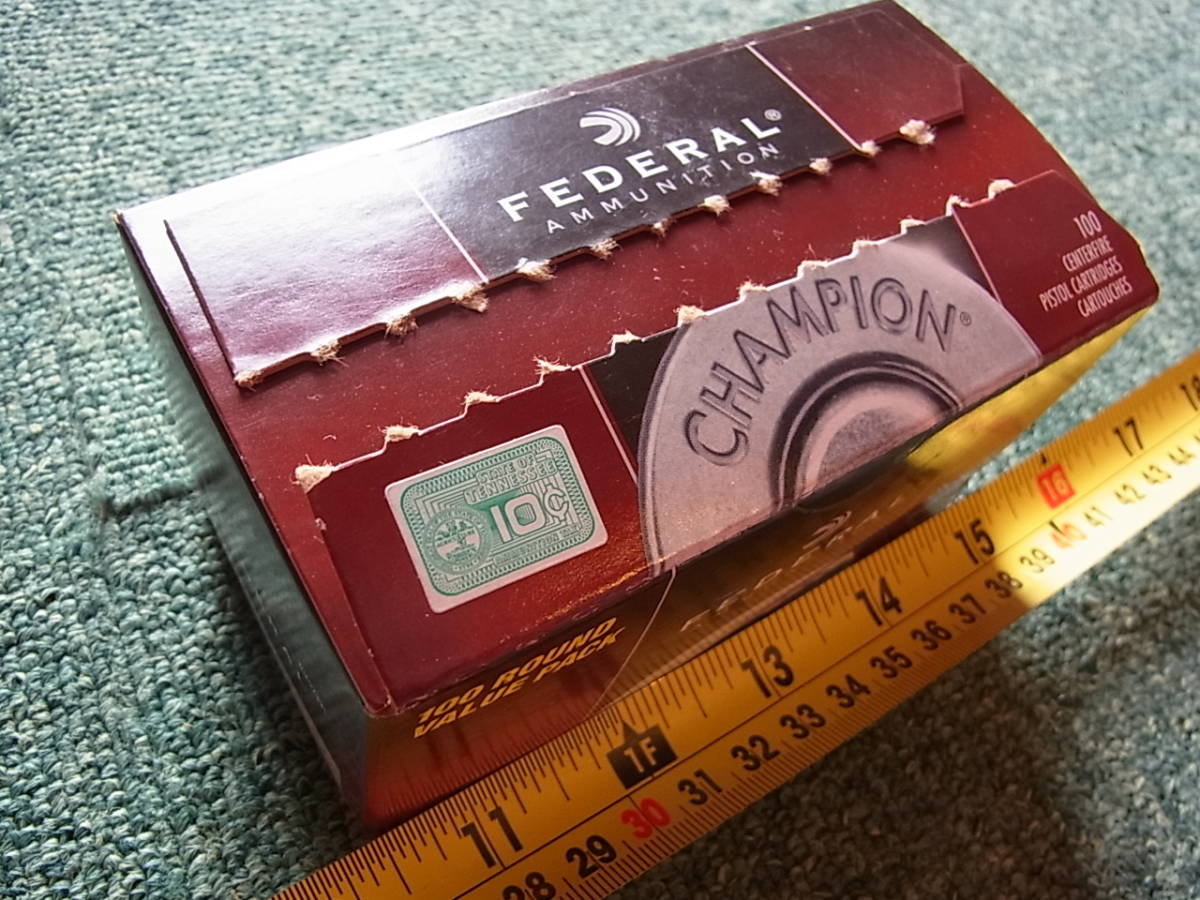 FEDERAL®
AMMUNITION
CHAMPION®
100
CENTERFIRE
PISTOL CARTRIDGES
CARTOUCHES
STATE OF
TENNESSEE
10
100 ROUND
VALUE PACK
11 1F 13 14 15 16 17
28 29 30 31 32 33 34 35 36 37 38 39 40 41 42 43 44